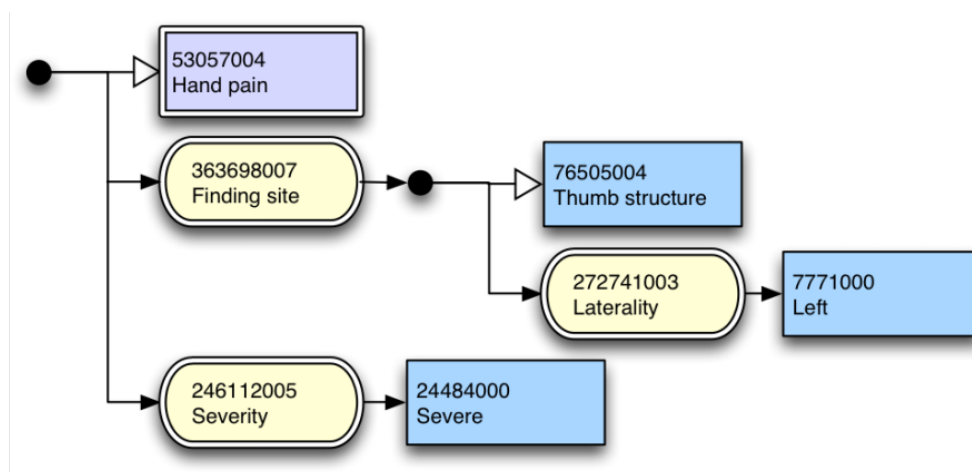 53057004
Hand pain
363698007
Finding site
76505004
Thumb structure
272741003
Laterality
7771000
Left
246112005
Severity
24484000
Severe